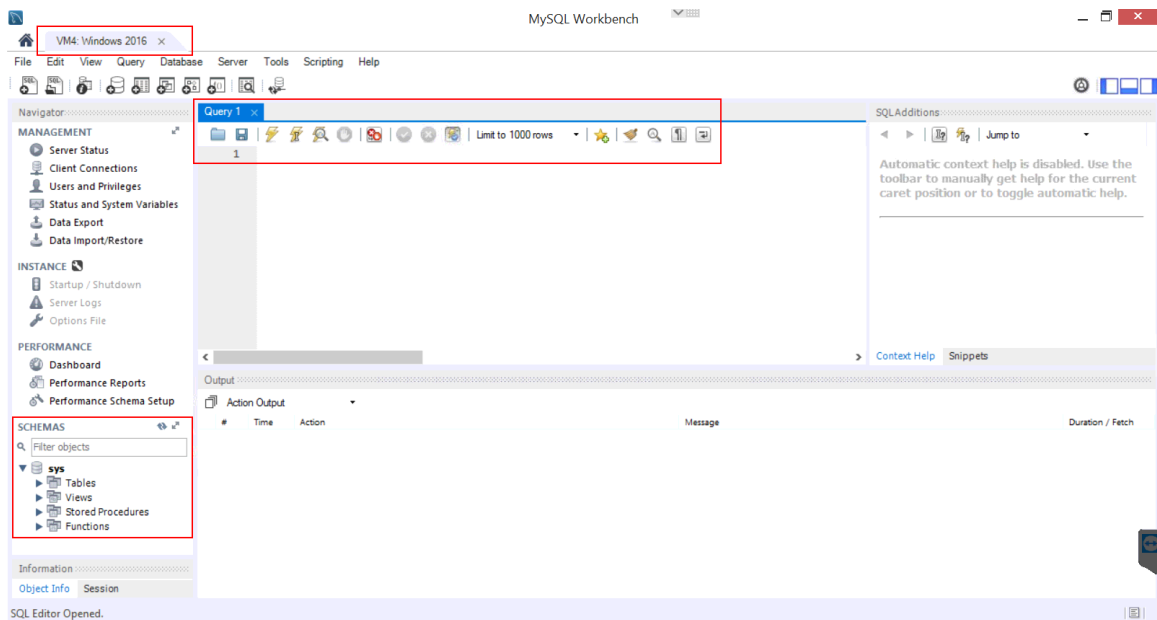 MySQL Workbench
VM4: Windows 2016
File Edit View Query Database Server Tools Scripting Help
Navigator
MANAGEMENT
Server Status
Client Connections
Users and Privileges
Status and System Variables
Data Export
Data Import/Restore
INSTANCE
Startup / Shutdown
Server Logs
Options File
PERFORMANCE
Dashboard
Performance Reports
Performance Schema Setup
SCHEMAS
Filter objects
sys
Tables
Views
Stored Procedures
Functions
Information
Object Info Session
Query 1
Limit to 1000 rows
1
SQLAdditions
Jump to
Automatic context help is disabled. Use the
toolbar to manually get help for the current
caret position or to toggle automatic help.
Context Help Snippets
Output
Action Output
# Time Action Message Duration / Fetch
SQL Editor Opened.